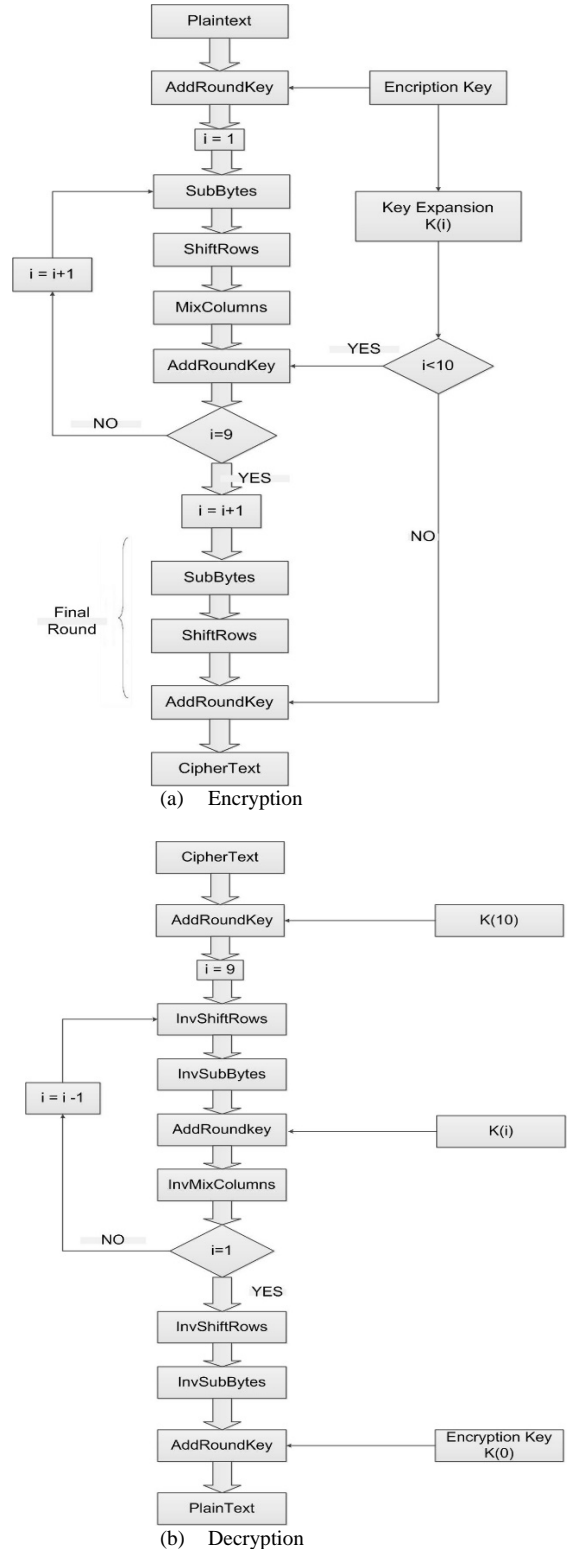 Plaintext
AddRoundKey
Encription Key
i = 1
SubBytes
Key Expansion
K(i)
ShiftRows
i = i+1
MixColumns
YES
AddRoundKey
i<10
NO
i=9
YES
i = i+1
NO
SubBytes
Final
Round
ShiftRows
AddRoundKey
CipherText
(a) Encryption
CipherText
AddRoundKey
K(10)
i = 9
InvShiftRows
InvSubBytes
i = i -1
AddRoundkey
K(i)
InvMixColumns
NO
i=1
YES
InvShiftRows
InvSubBytes
AddRoundKey
Encryption Key
K(0)
PlainText
(b) Decryption